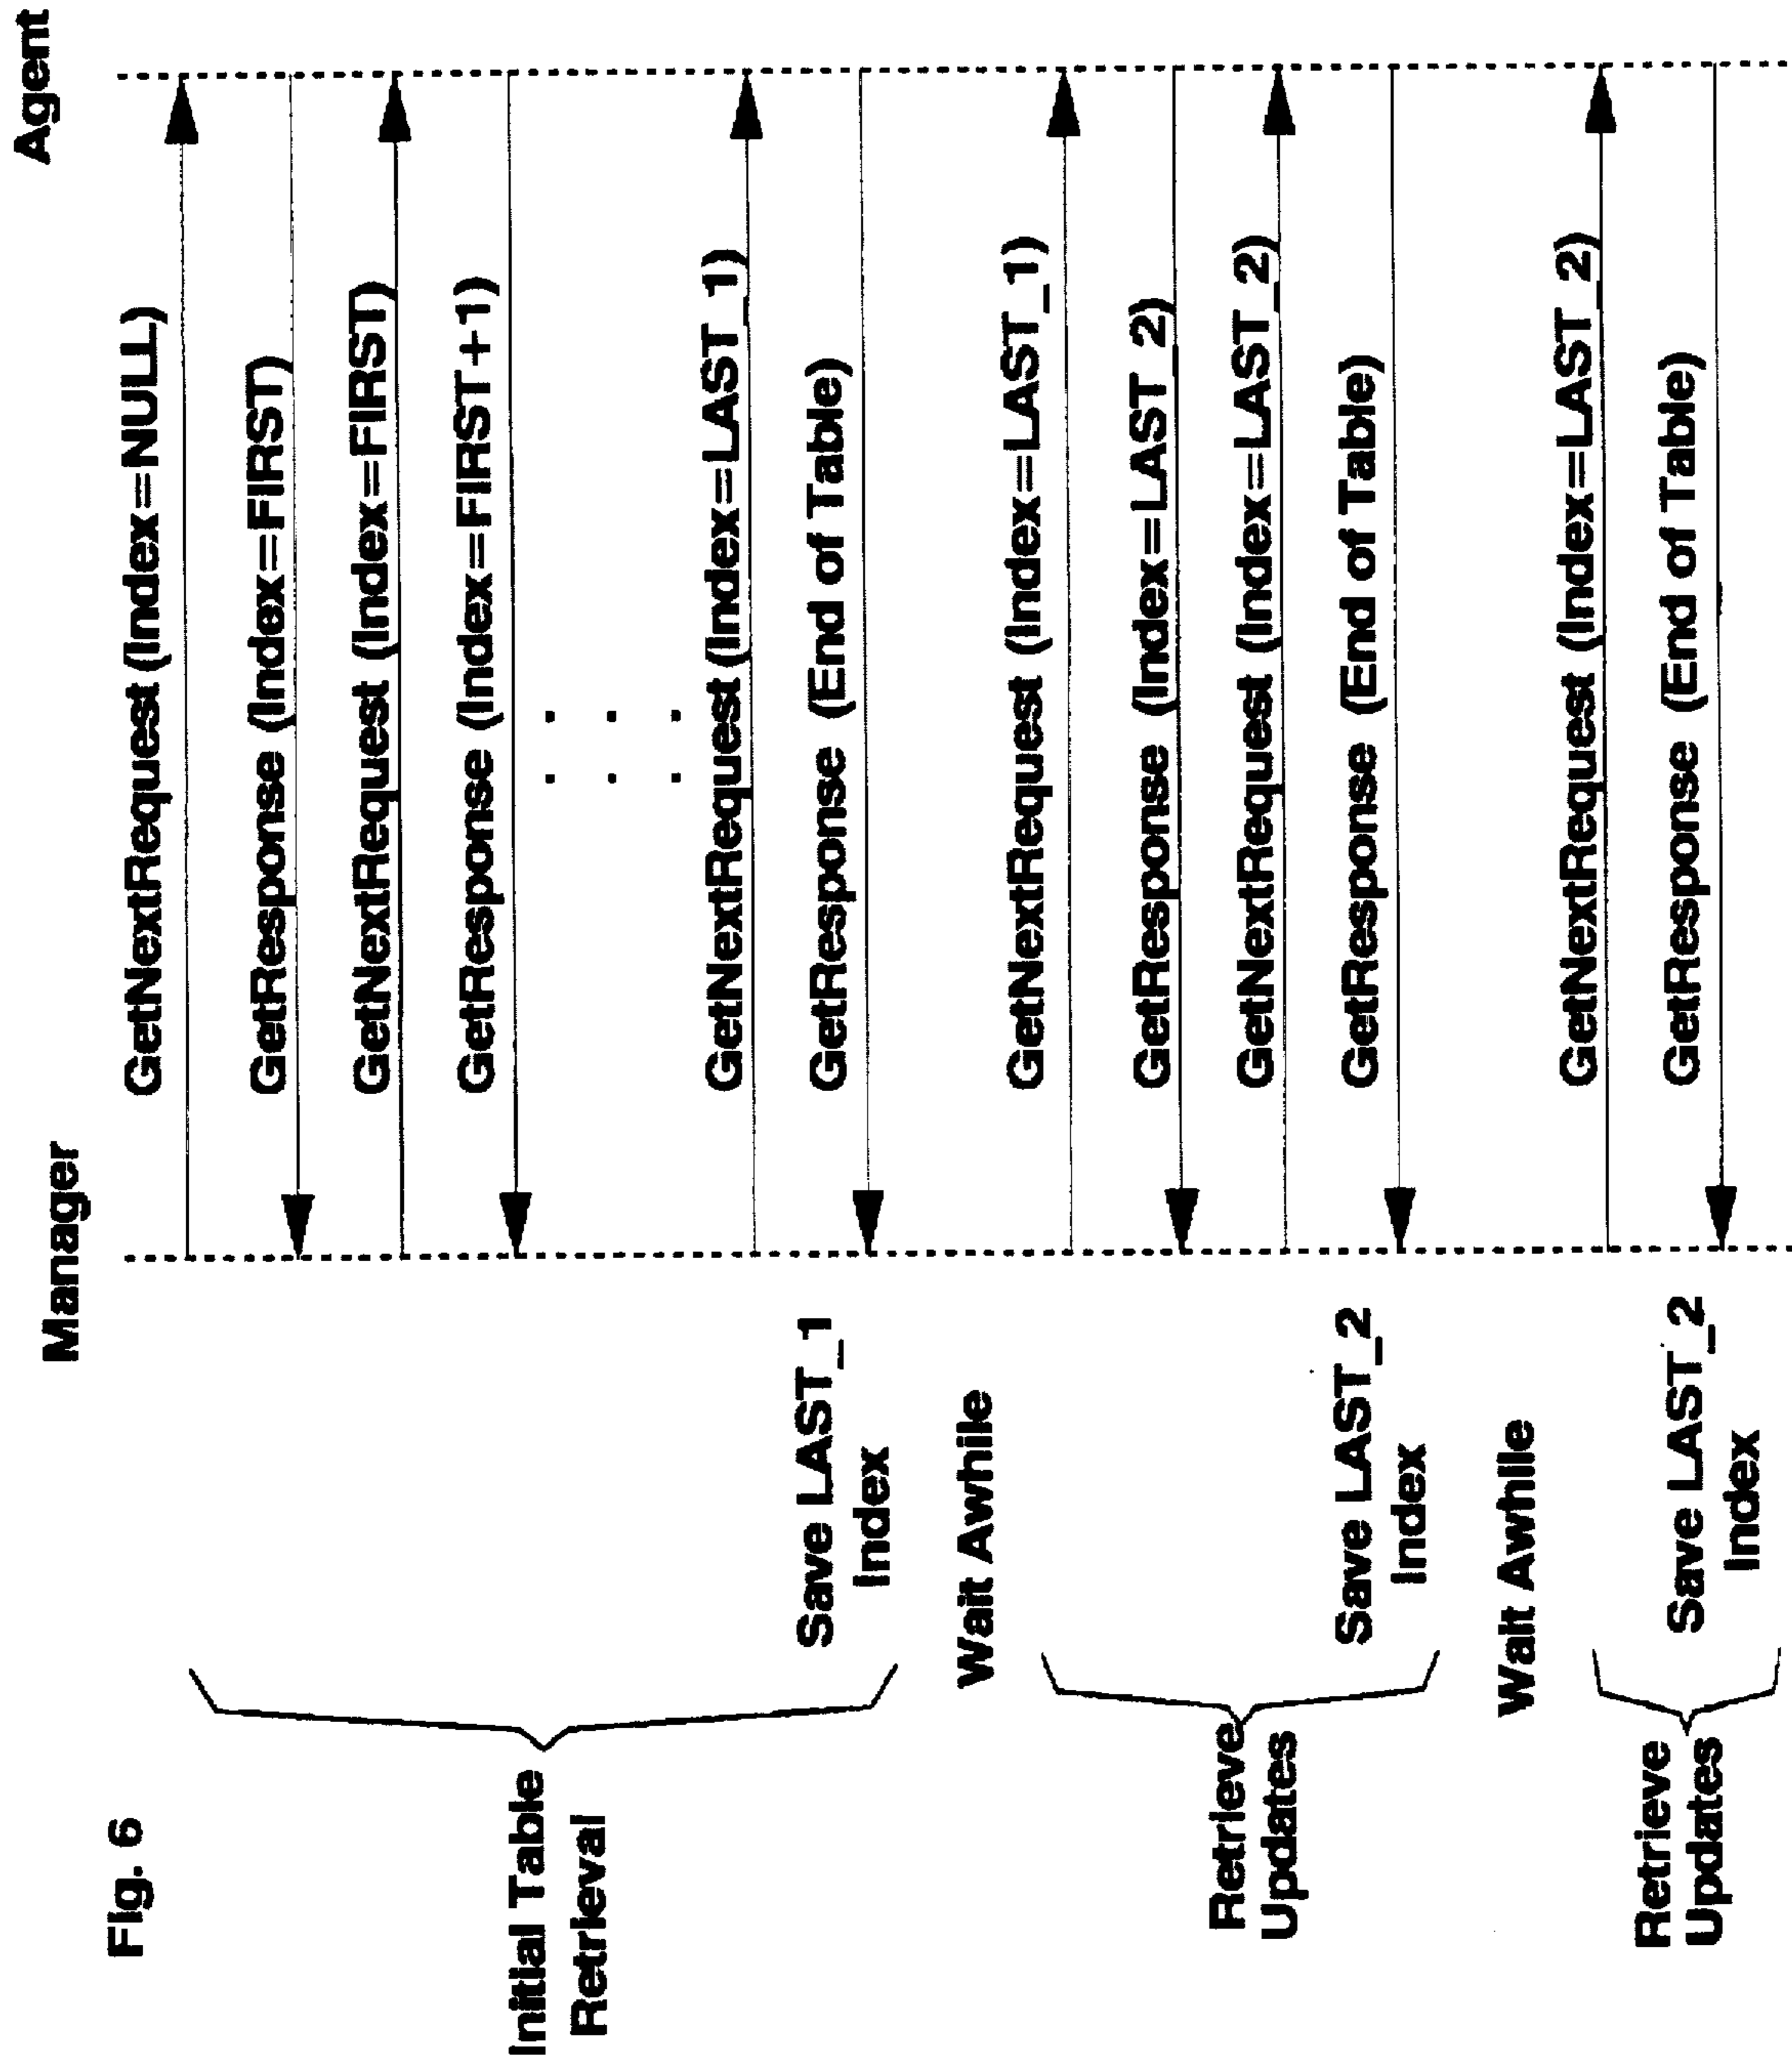 Fig. 6
Manager
Agent
GetNextRequest (Index=NULL)
GetResponse (Index=FIRST)
GetNextRequest (Index=FIRST)
GetResponse (Index=FIRST+1)
. .
. .
. .
Initial Table
Retrieval
GetNextRequest (Index=LAST_1)
GetResponse (End of Table)
Save LAST_1
Index
Wait Awhile
GetNextRequest (Index=LAST_1)
GetResponse (Index=LAST_2)
Retrieve
Updates
GetNextRequest (Index=LAST_2)
GetResponse (End of Table)
Save LAST_2
Index
Wait Awhile
GetNextRequest (Index=LAST_2)
Retrieve
Updates
GetResponse (End of Table)
Save LAST_2
Index